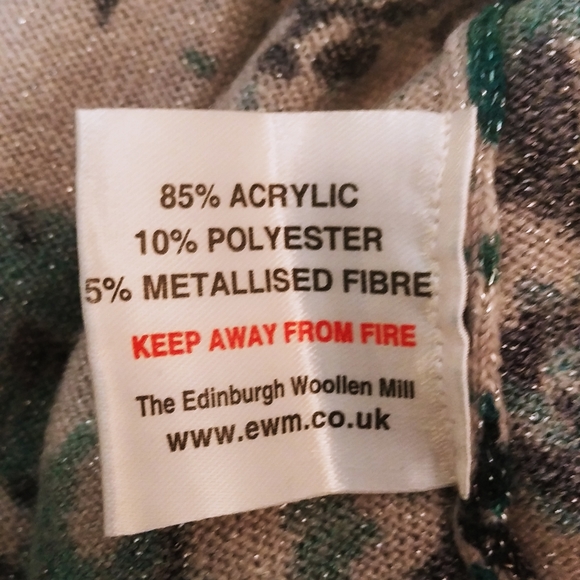 85% ACRYLIC
10% POLYESTER
5% METALLISED FIBRE
KEEP AWAY FROM FIRE
The Edinburgh Woollen Mill
www.ewm.co.uk